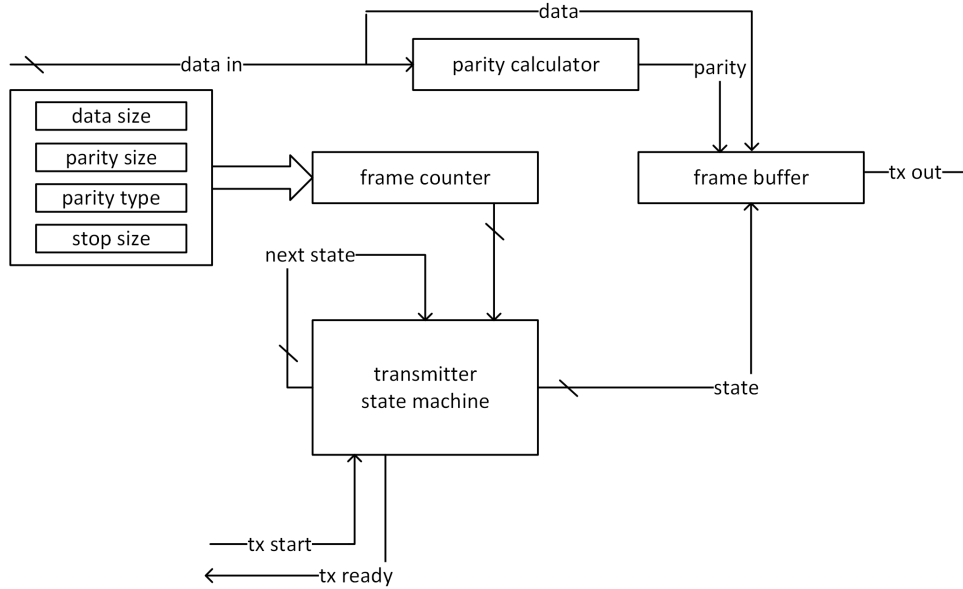 data
data in
parity calculator
parity
data size
parity size
parity type
stop size
frame counter
frame buffer
tx out
next state
transmitter
state machine
state
tx start
tx ready